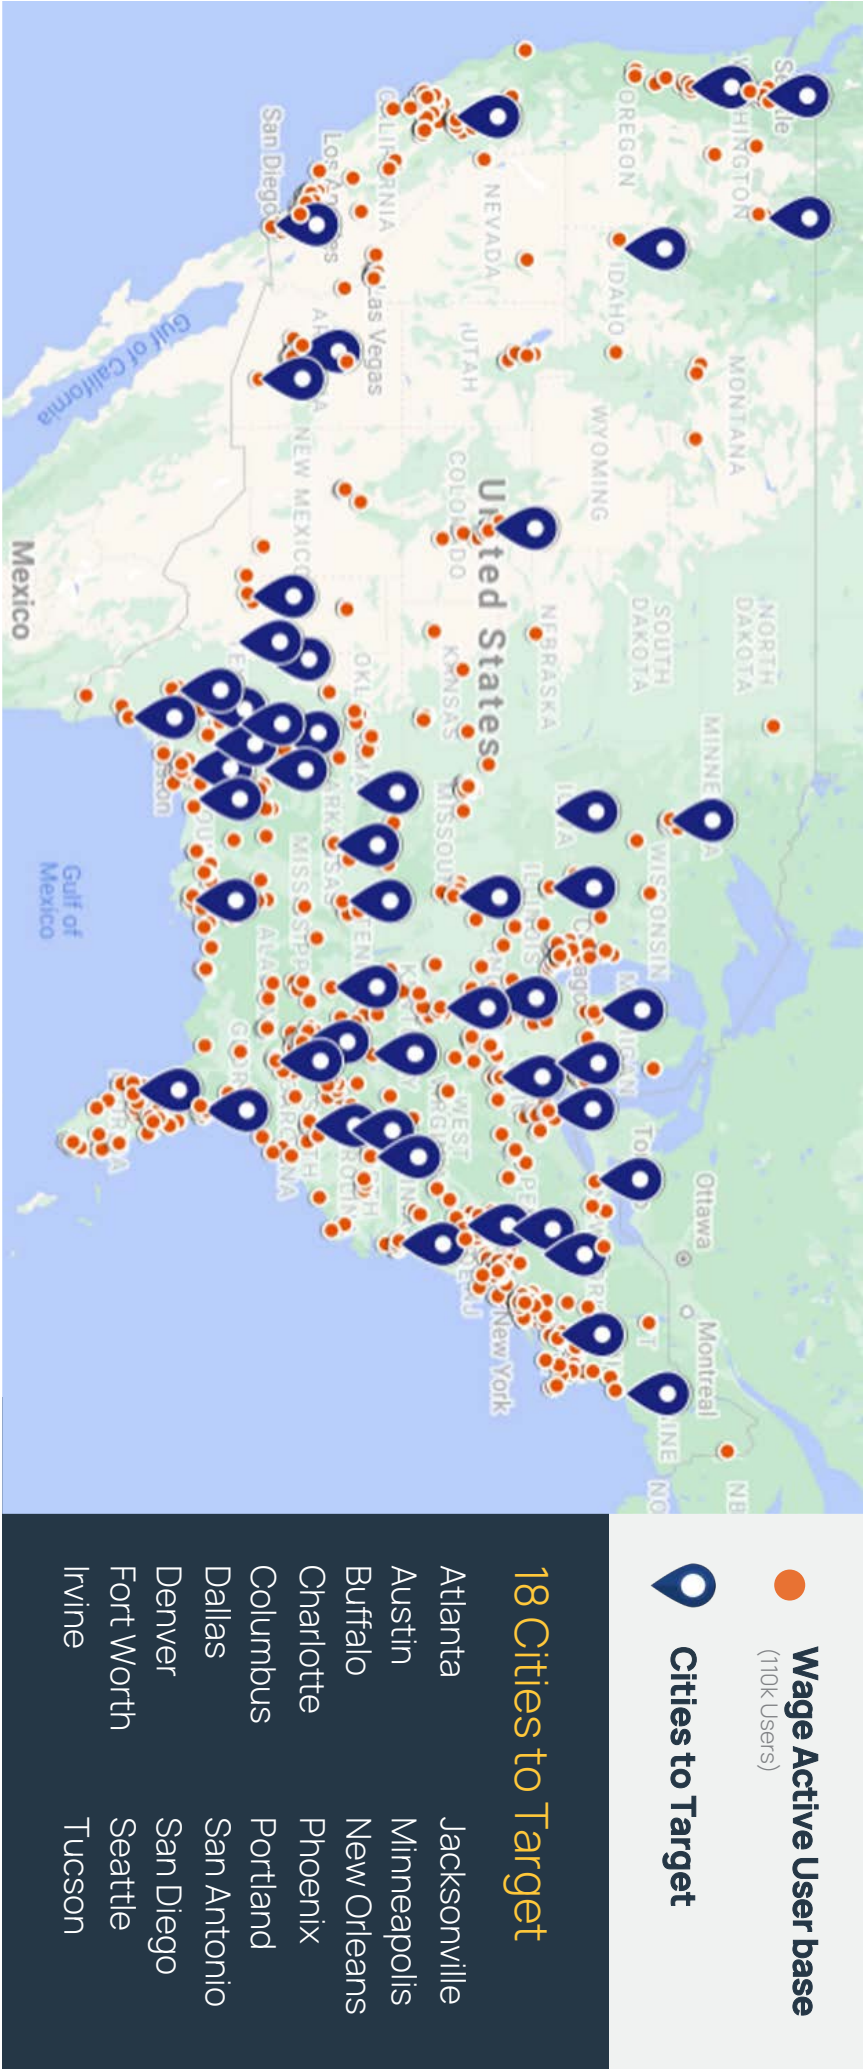 Wage Active User base
(110k Users)
Cities to Target
18 Cities to Target
Atlanta
Austin
Buffalo
Charlotte
Columbus
Dallas
Denver
Fort Worth
Irvine
Jacksonville
Minneapolis
New Orleans
Phoenix
Portland
San Antonio
San Diego
Seattle
Tucson
OREGON
IDAHO
MONTANA
NORTH
DAKOTA
SOUTH
DAKOTA
WYOMING
NEBRASKA
NEVADA
UTAH
United States
KANSAS
Las Vegas
San Diego
NEW MEXICO
WISCONSIN
Ottawa
Montreal
New York
WEST
NB
Gulf of California
Mexico
Gulf of
Mexico